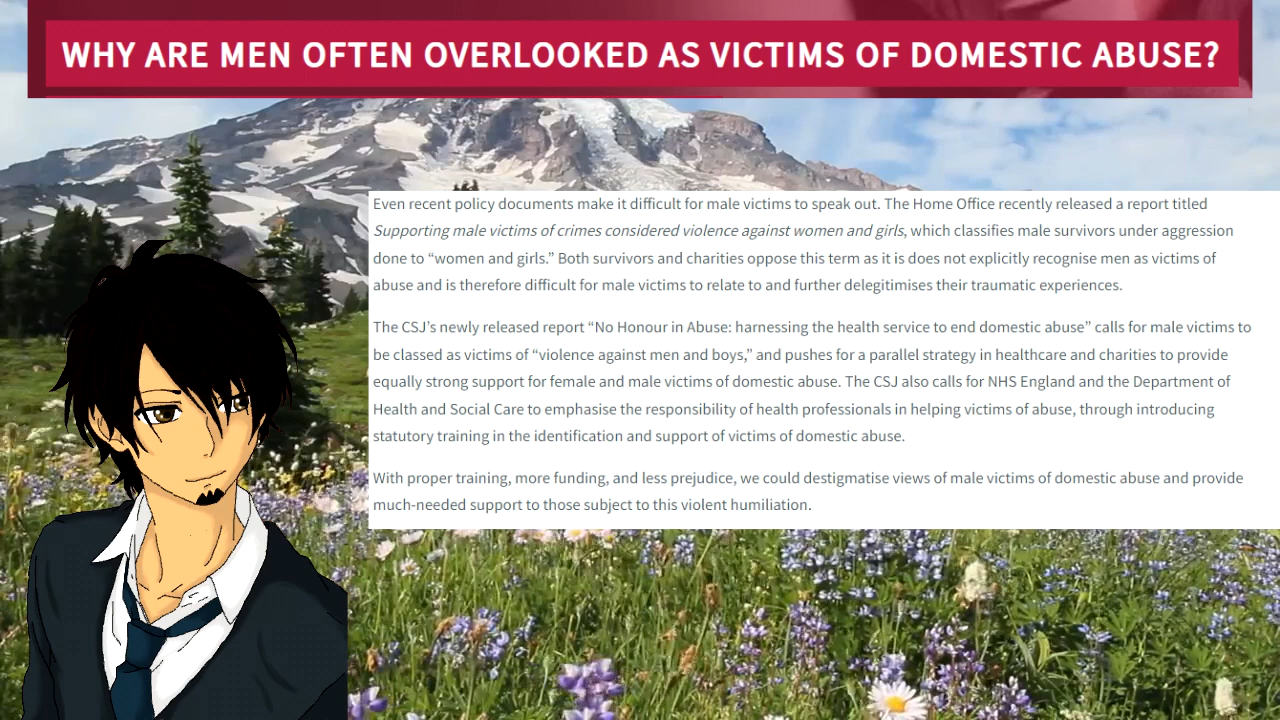 WHY ARE MEN OFTEN OVERLOOKED AS VICTIMS OF DOMESTIC ABUSE?
Even recent policy documents make it difficult for male victims to speak out. The Home Office recently released a report titled
Supporting male victims of crimes considered violence against women and girls, which classifies male survivors under aggression
done to “women and girls.” Both survivors and charities oppose this term as it is does not explicitly recognise men as victims of
abuse and is therefore difficult for male victims to relate to and further delegitimises their traumatic experiences.
The CSJ’s newly released report “No Honour in Abuse: harnessing the health service to end domestic abuse” calls for male victims to
be classed as victims of “violence against men and boys,” and pushes for a parallel strategy in healthcare and charities to provide
equally strong support for female and male victims of domestic abuse. The CSJ also calls for NHS England and the Department of
Health and Social Care to emphasise the responsibility of health professionals in helping victims of abuse, through introducing
statutory training in the identification and support of victims of domestic abuse.
With proper training, more funding, and less prejudice, we could destigmatise views of male victims of domestic abuse and provide
much-needed support to those subject to this violent humiliation.